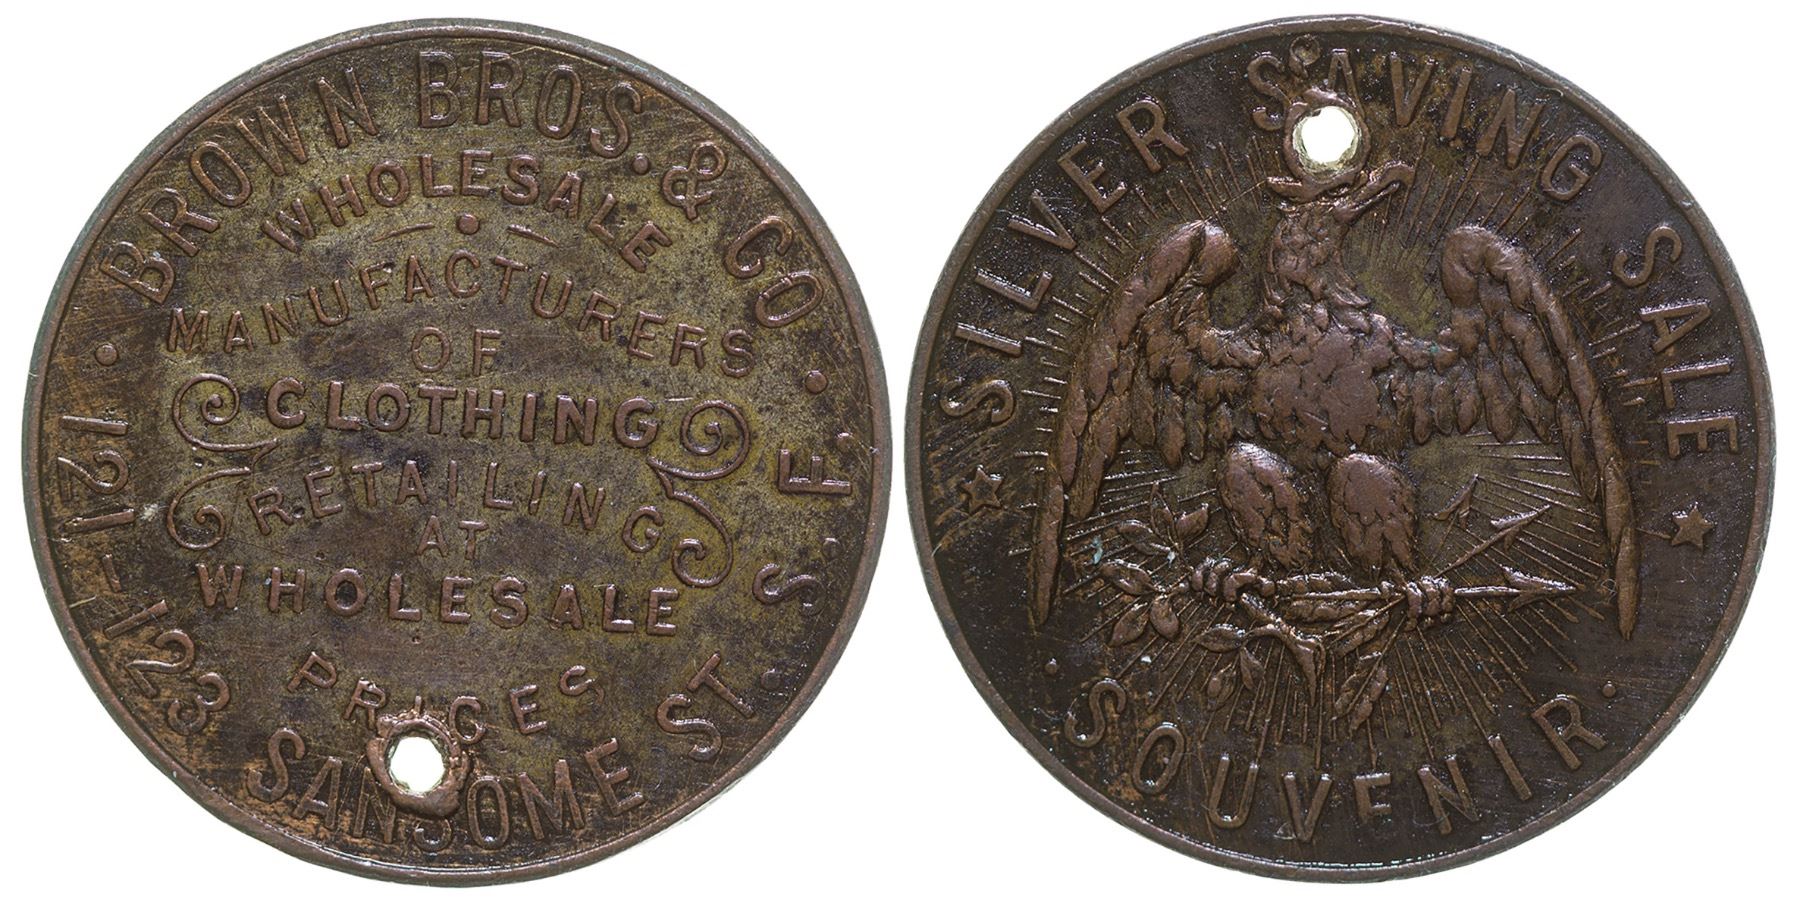 · BROWN BROS. & CO. S. F. ·
121-123 SANSOME ST.
WHOLESALE
MANUFACTURERS
OF
CLOTHING
RETAILING
AT
WHOLESALE
PRICES
SILVER SAVING SALE
· SOUVENIR ·